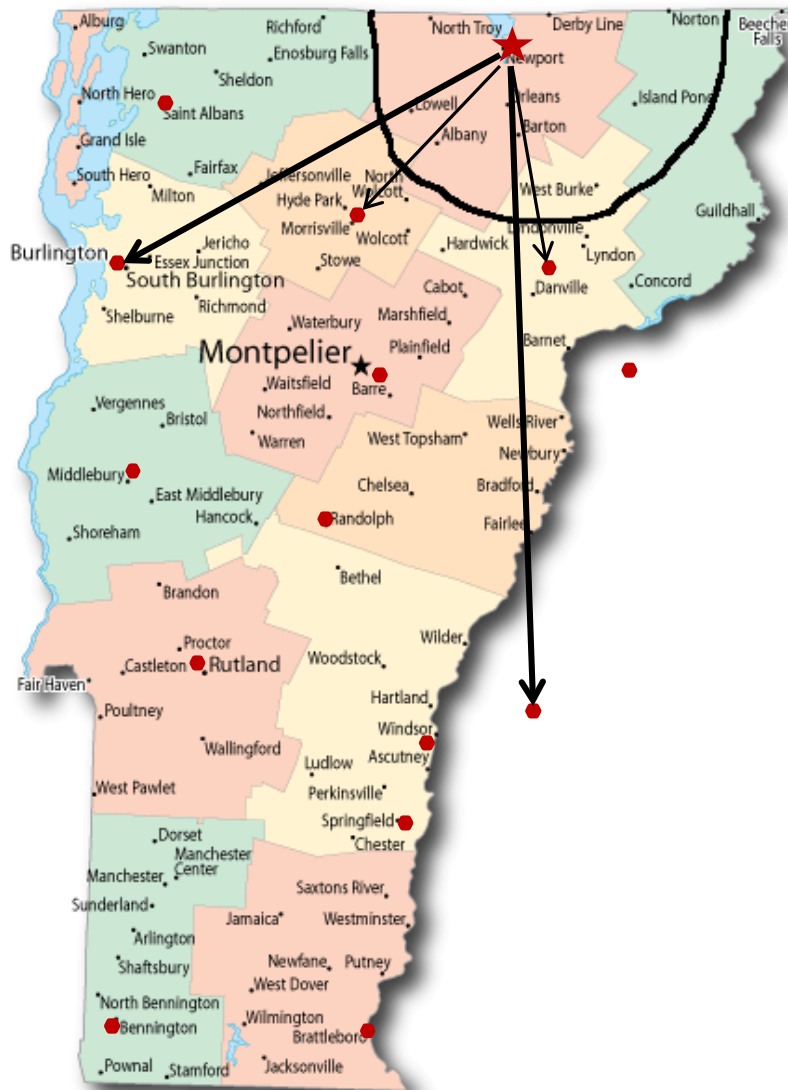 Alburg
Richford
North Troy
Derby Line
Norton
Beecher
Falls
Swanton
Enosburg Falls
Newport
Sheldon
North Hero
Saint Albans
Lowell
Orleans
Island Pond
Grand Isle
Albany
Barton
South Hero
Fairfax
Jeffersonville
North
Wolcott
West Burke
Milton
Hyde Park
Morrisville
Wolcott
Lyndonville
Guildhall
Burlington
Jericho
Essex Junction
South Burlington
Stowe
Hardwick
Lyndon
Richmond
Cabot
Danville
Concord
Shelburne
Waterbury
Marshfield
Montpelier
Plainfield
Barnet
Waitsfield
Barre
Vergennes
Bristol
Northfield
Warren
West Topsham
Wells River
Newbury
Middlebury
East Middlebury
Hancock
Chelsea
Bradford
Shoreham
Randolph
Fairlee
Brandon
Bethel
Proctor
Castleton
Rutland
Woodstock
Wilder
Fair Haven
Poultney
Hartland
Windsor
Wallingford
Ludlow
Ascutney
West Pawlet
Perkinsville
Springfield
Dorset
Chester
Manchester
Center
Manchester
Saxtons River
Sunderland
Jamaica
Westminster
Arlington
Shaftsbury
Newfane
Putney
West Dover
North Bennington
Bennington
Wilmington
Brattleboro
Pownal
Stamford
Jacksonville